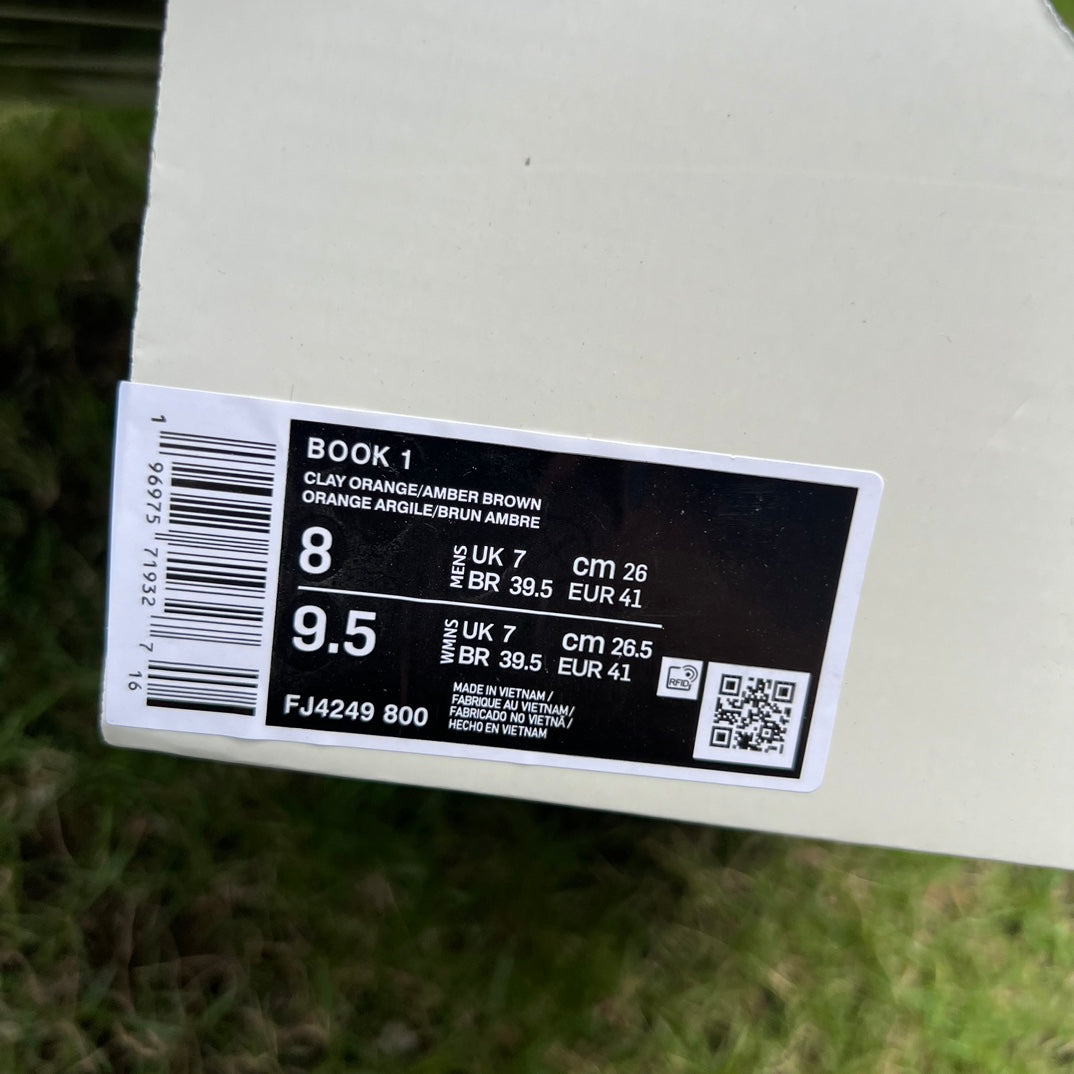 BOOK 1
CLAY ORANGE/AMBER BROWN
ORANGE ARGILE/BRUN AMBRE
8
MENS
UK 7 cm 26
BR 39.5 EUR 41
9.5
WMNS
UK 7 cm 26.5
BR 39.5 EUR 41
FJ4249 800
MADE IN VIETNAM /
FABRIQUE AU VIETNAM/
FABRICADO NO VIETNÃ /
HECHO EN VIETNAM
RFID
1 96975 71932 7 16